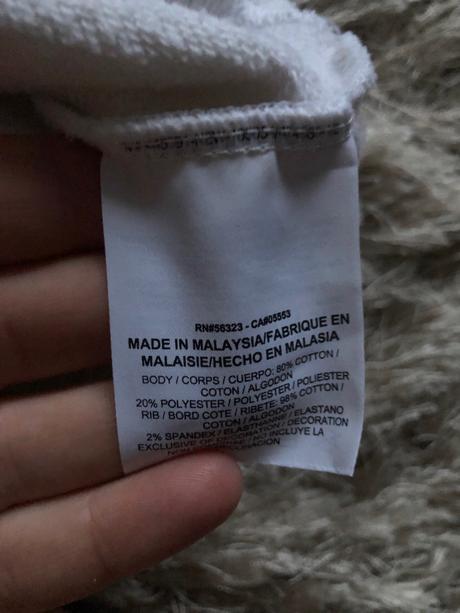 RN#56323 - CA#05553
MADE IN MALAYSIA/FABRIQUE EN
MALAISIE/HECHO EN MALASIA
BODY / CORPS / CUERPO: 80% COTTON /
COTON / ALGODON
20% POLYESTER / POLYESTER / POLIESTER
RIB / BORD COTE / RIBETE: 98% COTTON /
COTON / ALGODON
2% SPANDEX / ELASTHANNE / ELASTANO
EXCLUSIVE OF DECORATION / DECORATION
NON / NO INCLUYE LA